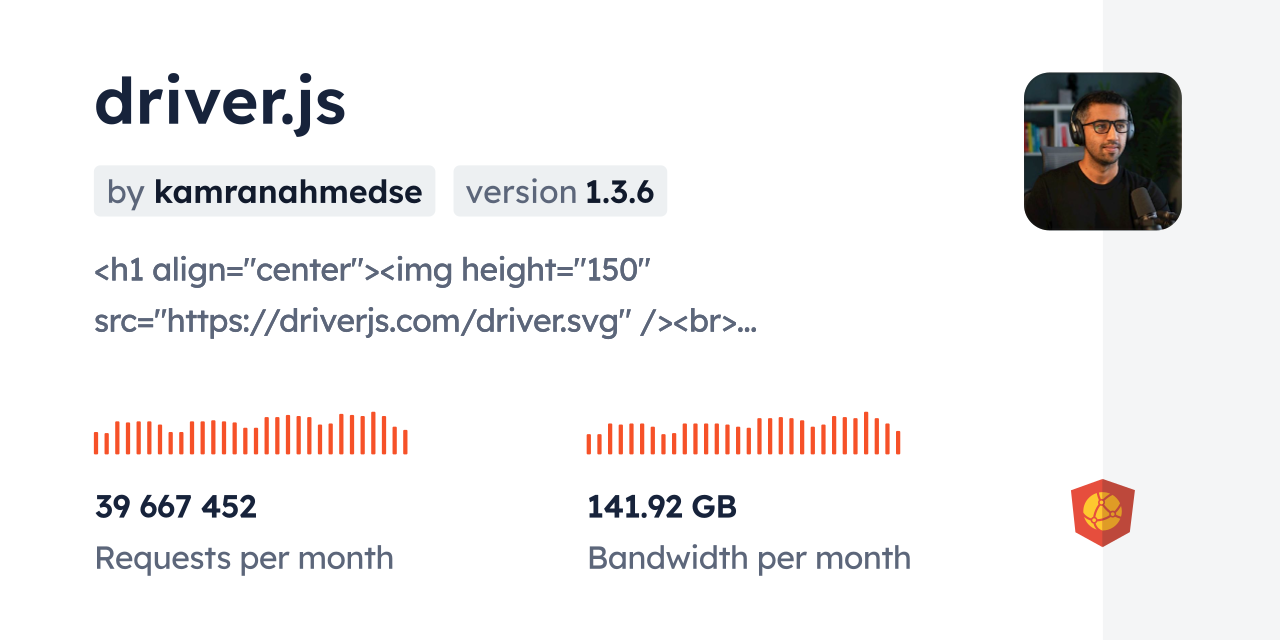 driver.js
by kamranahmedse version 1.3.6
<h1 align="center"><img height="150"
src="https://driverjs.com/driver.svg" /><br>...
39 667 452 141.92 GB
Requests per month Bandwidth per month